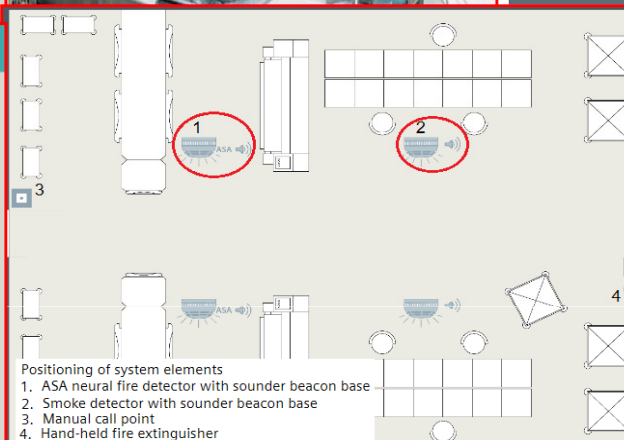 1
2
ASA
3
4
ASA
Positioning of system elements
1. ASA neural fire detector with sounder beacon base
2. Smoke detector with sounder beacon base
3. Manual call point
4. Hand-held fire extinguisher